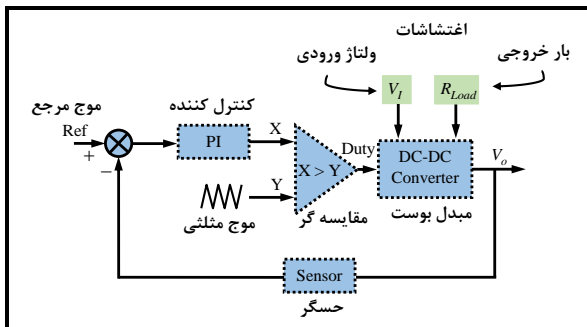 اغتشاشات
ولتاژ ورودی
بار خروجی
V_I
R_Load
موج مرجع
Ref
+
−
کنترل کننده
PI
X
Y
X > Y
Duty
DC-DC
Converter
V_o
موج مثلثی
مقایسه گر
مبدل بوست
Sensor
حسگر